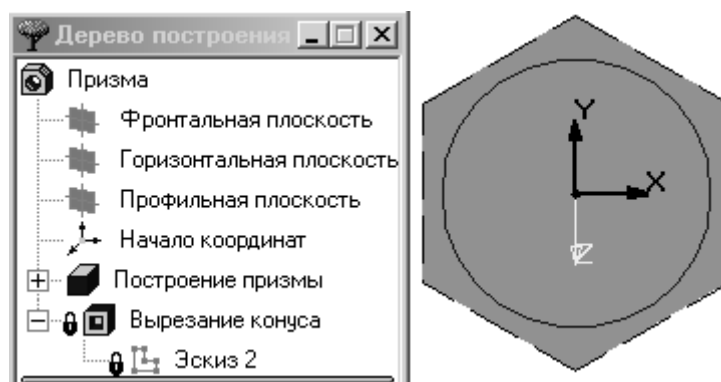 Дерево построения
Призма
Фронтальная плоскость
Горизонтальная плоскость
Профильная плоскость
Начало координат
Построение призмы
Вырезание конуса
Эскиз 2
Y
X
Z